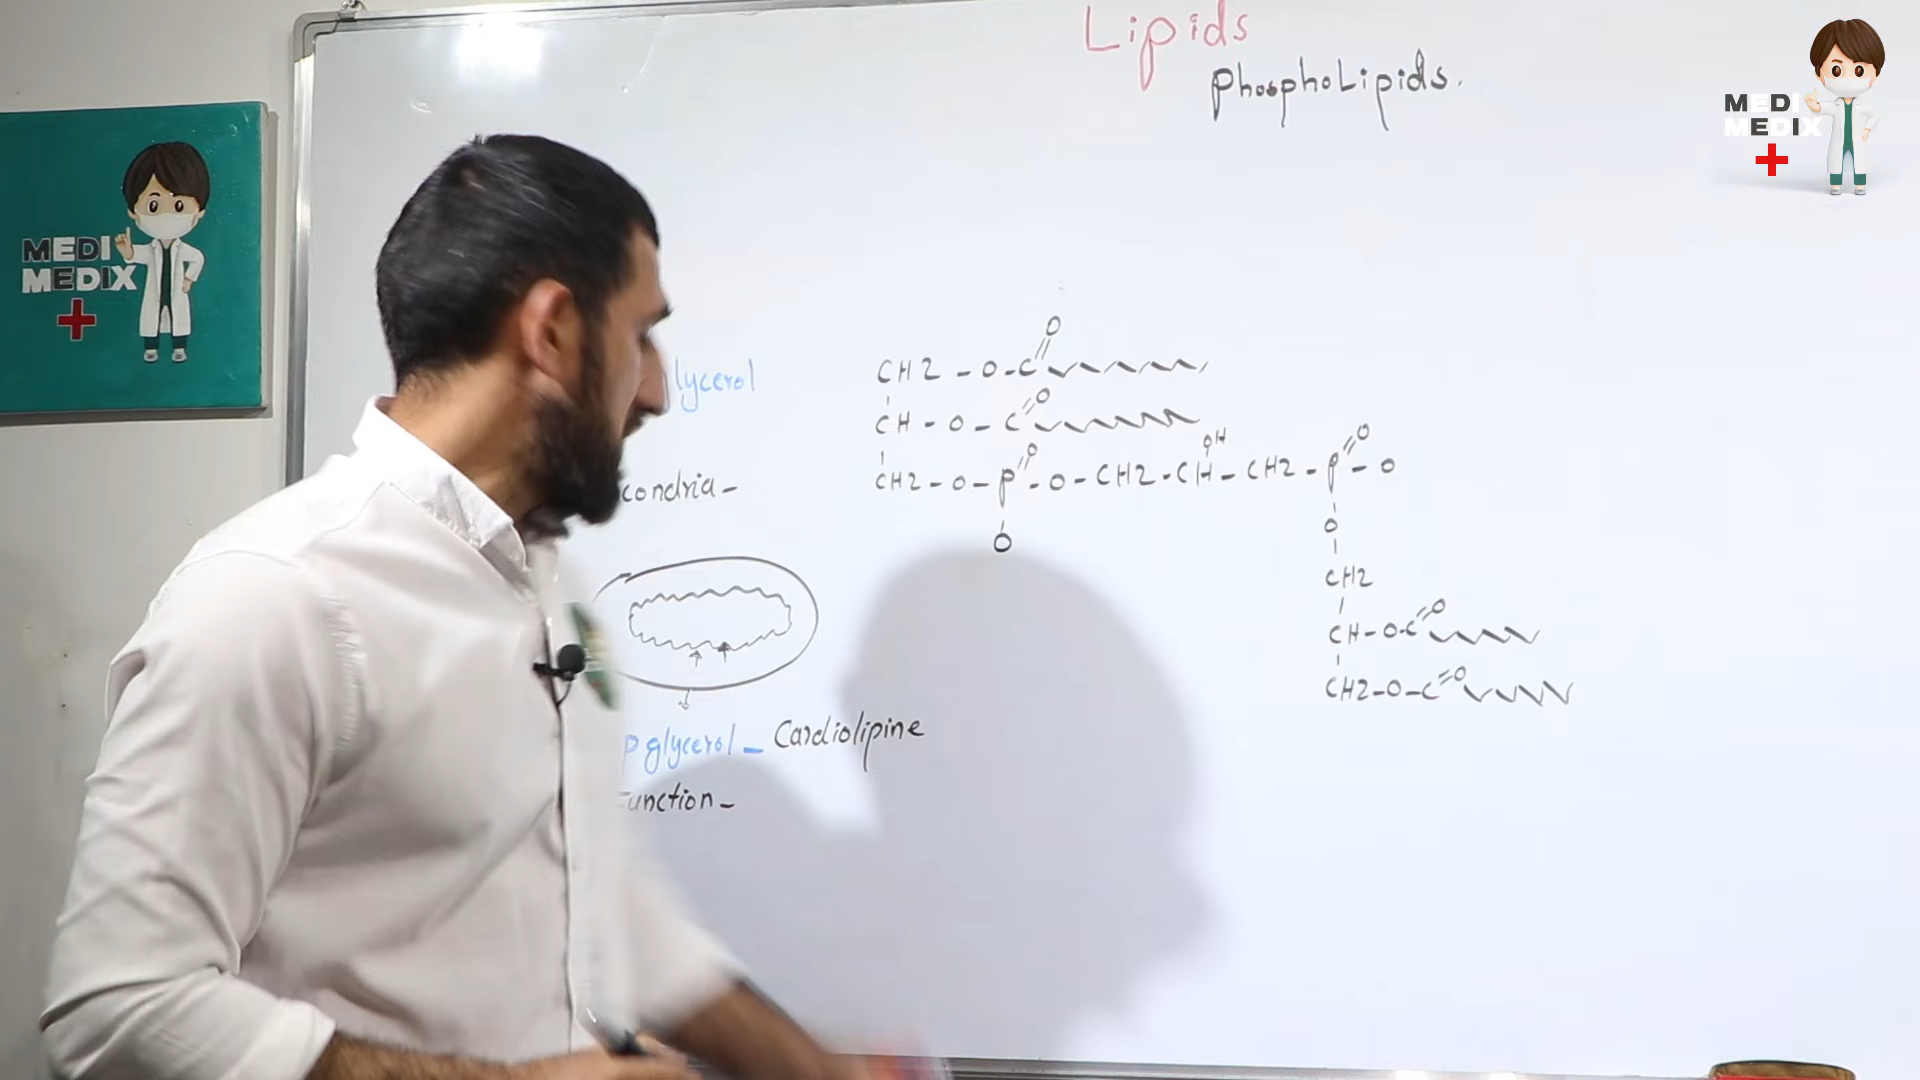 Lipids
phospholipids.
MEDI
MEDIX
MEDI
MEDIX
lycerol
condria -
CH2 - O - C = O
CH - O - C = O
CH2 - O - P = O - O - CH2 - CH - CH2 - P = O - O
OH
O
O
CH2
CH - O - C = O
CH2 - O - C = O
P glycerol - Cardiolipine
Function -